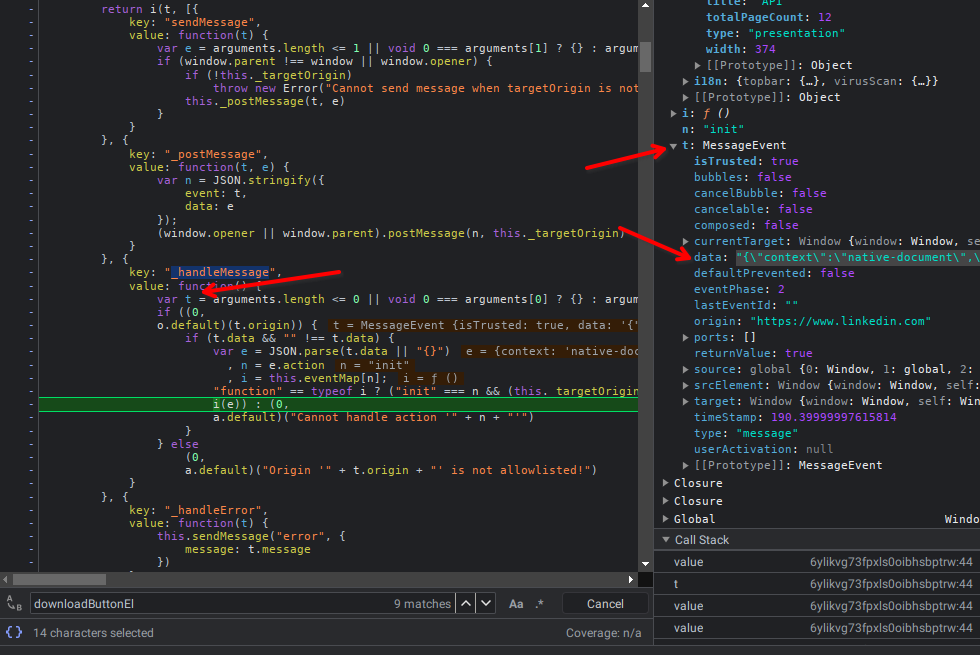 return i(t, [{
key: "sendMessage",
value: function(t) {
var e = arguments.length <= 1 || void 0 === arguments[1] ? {} : argum
if (window.parent !== window || window.opener) {
if (!this._targetOrigin)
throw new Error("Cannot send message when targetOrigin is not
this._postMessage(t, e)
}
}
}, {
key: "_postMessage",
value: function(t, e) {
var n = JSON.stringify({
event: t,
data: e
});
(window.opener || window.parent).postMessage(n, this._targetOrigin)
}
}, {
key: "_handleMessage",
value: function() {
var t = arguments.length <= 0 || void 0 === arguments[0] ? {} : argum
if ((0,
o.default)(t.origin)) { t = MessageEvent {isTrusted: true, data: '{"
if (t.data && "" !== t.data) {
var e = JSON.parse(t.data || "{}") e = {context: 'native-doc
, n = e.action n = "init"
, i = this.eventMap[n]; i = ƒ ()
"function" == typeof i ? ("init" === n && (this._targetOrigin
i(e)) : (0,
a.default)("Cannot handle action '" + n + "'")
}
} else
(0,
a.default)("Origin '" + t.origin + "' is not allowlisted!")
}
}, {
key: "_handleError",
value: function(t) {
this.sendMessage("error", {
message: t.message
})
downloadButtonEl
9 matches
Aa .*
Cancel
{} 14 characters selected
Coverage: n/a
title: "API
totalPageCount: 12
type: "presentation"
width: 374
[[Prototype]]: Object
i18n: {topbar: {…}, virusScan: {…}}
[[Prototype]]: Object
i: ƒ ()
n: "init"
t: MessageEvent
isTrusted: true
bubbles: false
cancelBubble: false
cancelable: false
composed: false
currentTarget: Window {window: Window, se
data: "{\"context\":\"native-document\",\
defaultPrevented: false
eventPhase: 2
lastEventId: ""
origin: "https://www.linkedin.com"
ports: []
returnValue: true
source: global {0: Window, 1: global, 2:
srcElement: Window {window: Window, self:
target: Window {window: Window, self: Win
timeStamp: 190.39999997615814
type: "message"
userActivation: null
[[Prototype]]: MessageEvent
Closure
Closure
Global
Windo
Call Stack
value 6ylikvg73fpxls0oibhsbptrw:44
t 6ylikvg73fpxls0oibhsbptrw:44
value 6ylikvg73fpxls0oibhsbptrw:44
value 6ylikvg73fpxls0oibhsbptrw:44